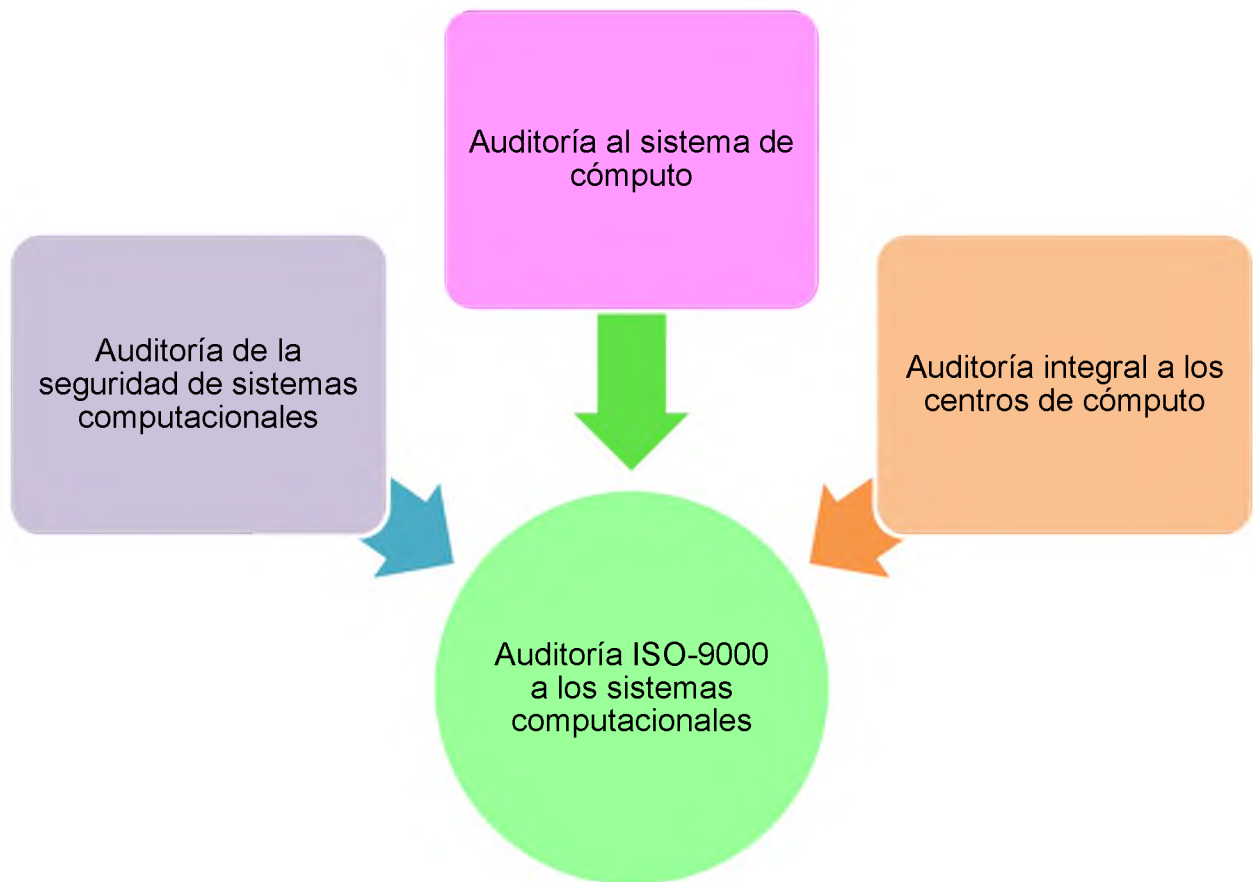 Auditoría al sistema de
cómputo
Auditoría de la
seguridad de sistemas
computacionales
Auditoría integral a los
centros de cómputo
Auditoría ISO-9000
a los sistemas
computacionales